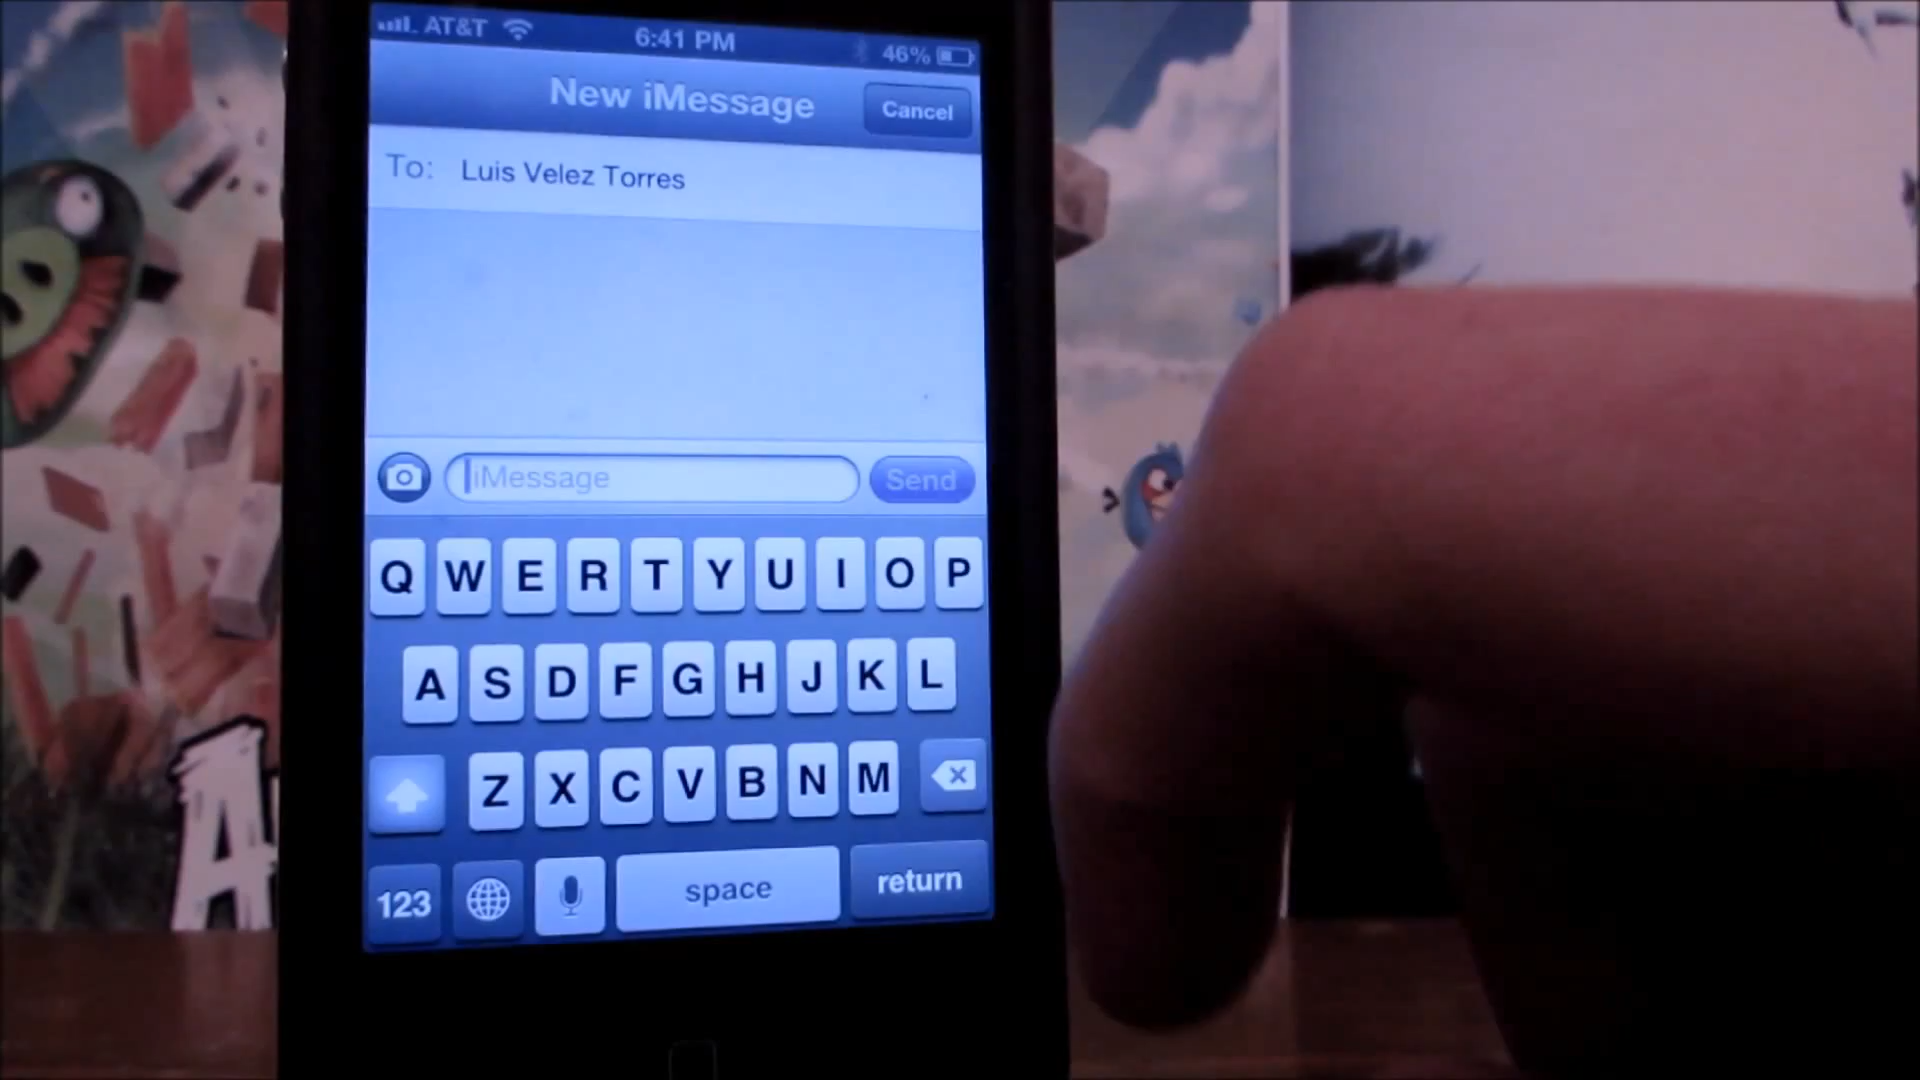 AT&T 6:41 PM 46%
New iMessage Cancel
To: Luis Velez Torres
iMessage Send
Q W E R T Y U I O P
A S D F G H J K L
Z X C V B N M
123 space return
A